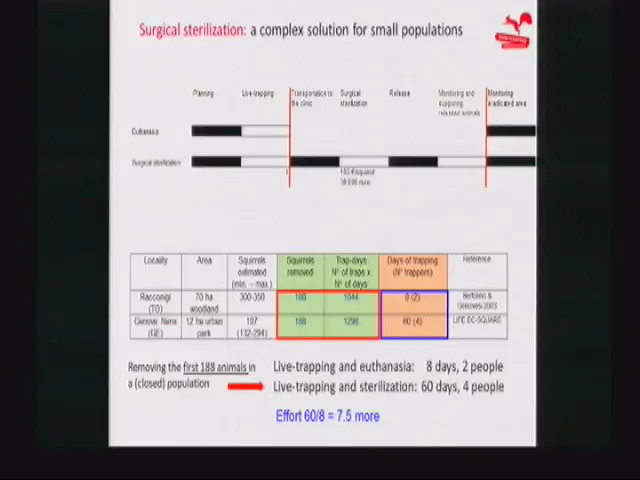 Surgical sterilization: a complex solution for small populations
Planning
Live-trapping
Transportation to
the clinic
Surgical
sterilization
Release
Monitoring and
supporting
released animals
Monitoring
eradicated area
Euthanasia
Surgical sterilization
Locality
Area
Squirrels
estimated
(min. – max.)
Squirrels
removed
Trap-days
N° of traps x
N° of days
Days of trapping
(N° trappers)
Reference
Racconigi
(TO)
70 ha
woodland
300-350
188
1044
8 (2)
Bertolino &
Genovesi 2003
Genova Nervi
(GE)
12 ha urban
park
197
(132-284)
188
1296
60 (4)
LIFE EC-SQUARE
Removing the first 188 animals in
a (closed) population
Live-trapping and euthanasia: 8 days, 2 people
Live-trapping and sterilization: 60 days, 4 people
Effort 60/8 = 7.5 more